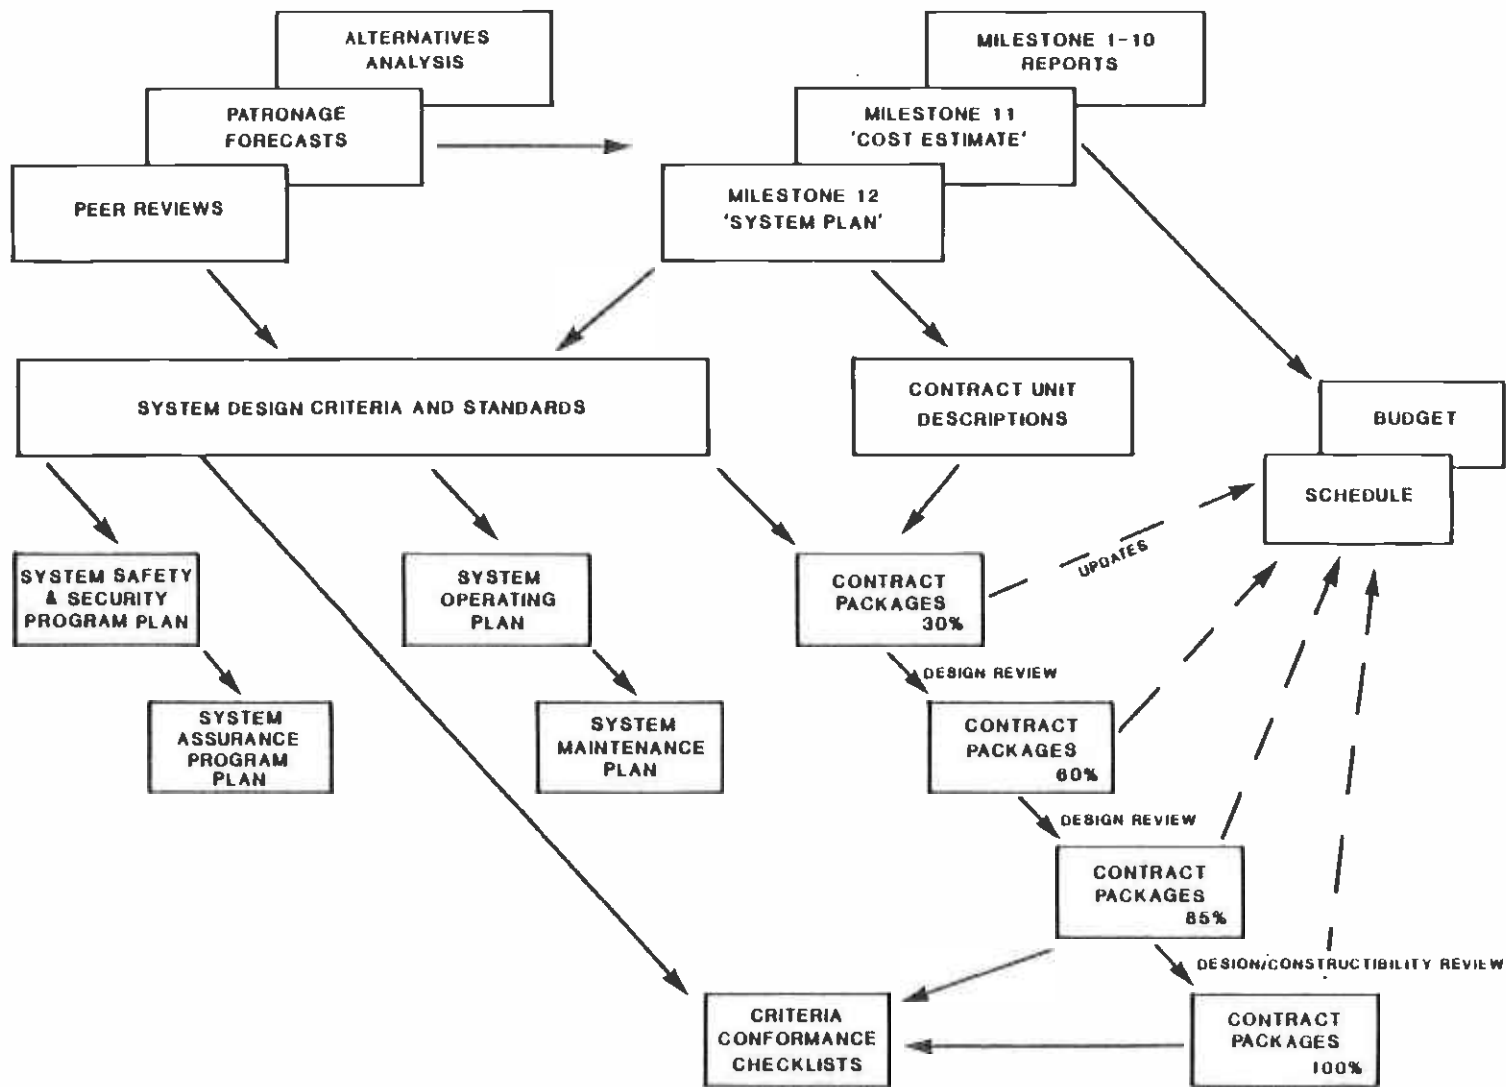 ALTERNATIVES
ANALYSIS
MILESTONE 1-10
REPORTS
PATRONAGE
FORECASTS
MILESTONE 11
'COST ESTIMATE'
PEER REVIEWS
MILESTONE 12
'SYSTEM PLAN'
SYSTEM DESIGN CRITERIA AND STANDARDS
CONTRACT UNIT
DESCRIPTIONS
BUDGET
SCHEDULE
SYSTEM SAFETY
& SECURITY
PROGRAM PLAN
SYSTEM
OPERATING
PLAN
CONTRACT
PACKAGES
30%
UPDATES
DESIGN REVIEW
SYSTEM
ASSURANCE
PROGRAM
PLAN
SYSTEM
MAINTENANCE
PLAN
CONTRACT
PACKAGES
60%
DESIGN REVIEW
CONTRACT
PACKAGES
85%
DESIGN/CONSTRUCTIBILITY REVIEW
CRITERIA
CONFORMANCE
CHECKLISTS
CONTRACT
PACKAGES
100%